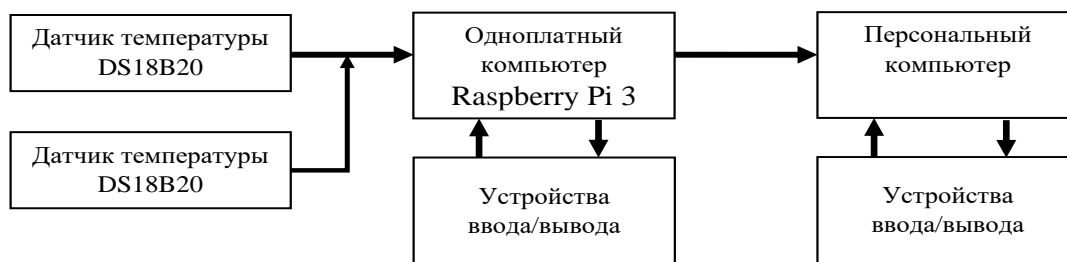 Датчик температуры
DS18B20
Одноплатный
компьютер
Raspberry Pi 3
Персональный
компьютер
Датчик температуры
DS18B20
Устройства
ввода/вывода
Устройства
ввода/вывода